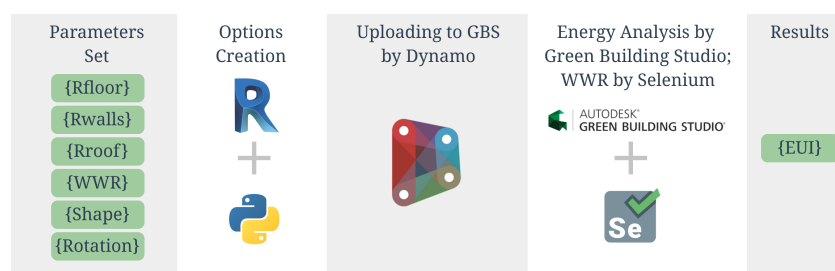 Parameters
Set
{Rfloor}
{Rwalls}
{Rroof}
{WWR}
{Shape}
{Rotation}
Options
Creation
Uploading to GBS
by Dynamo
Energy Analysis by
Green Building Studio;
WWR by Selenium
AUTODESK®
GREEN BUILDING STUDIO®
Se
Results
{EUI}